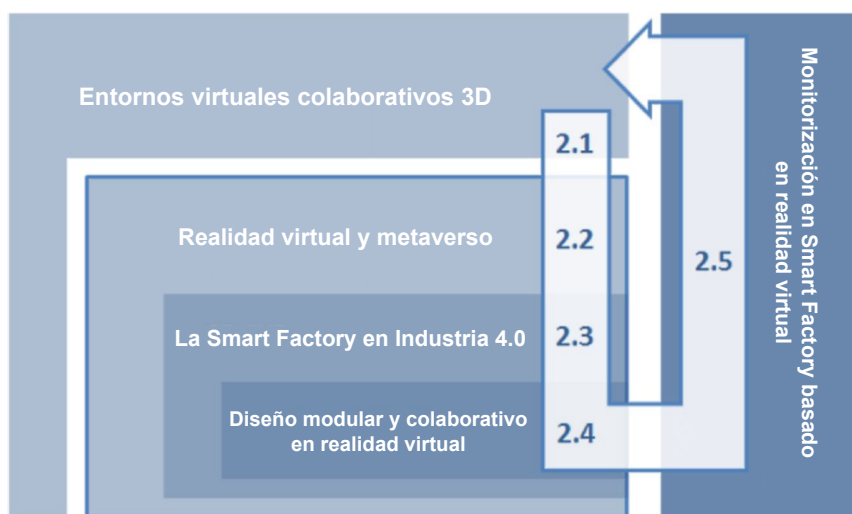 Entornos virtuales colaborativos 3D
2.1
Realidad virtual y metaverso
2.2
La Smart Factory en Industria 4.0
2.3
Diseño modular y colaborativo
en realidad virtual
2.4
2.5
Monitorización en Smart Factory basado
en realidad virtual